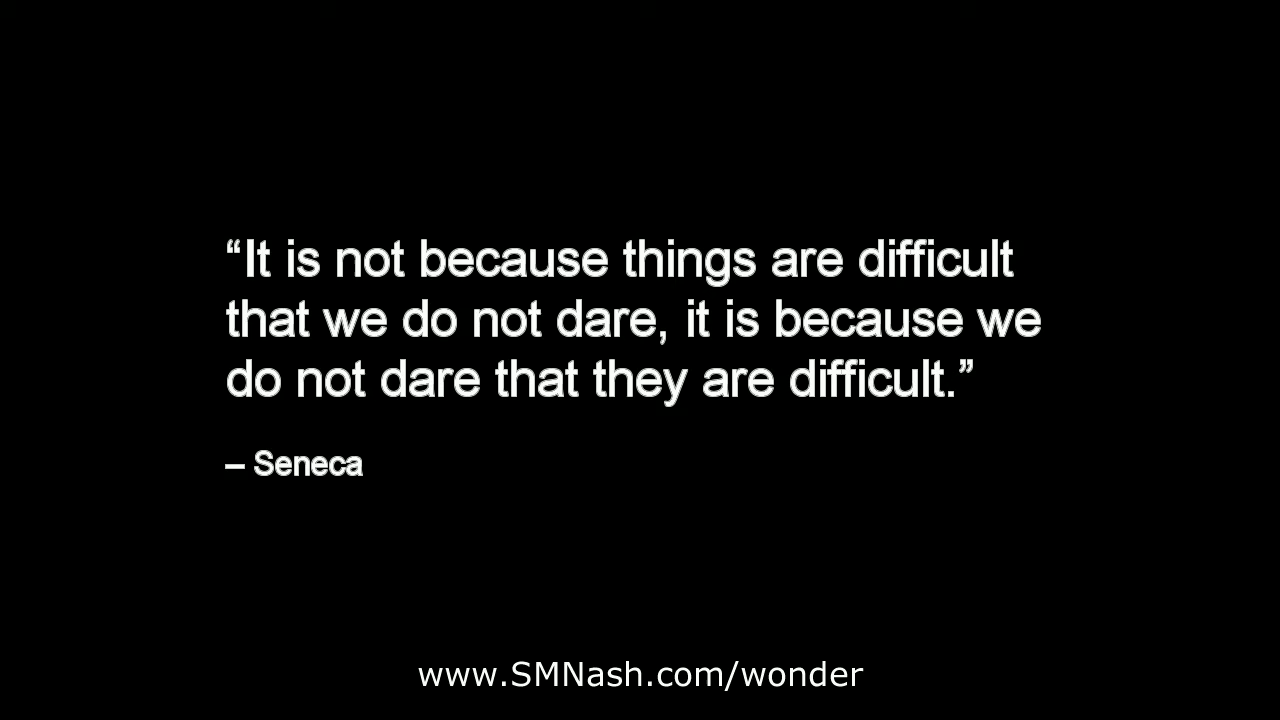 “It is not because things are difficult
that we do not dare, it is because we
do not dare that they are difficult.”
– Seneca
www.SMNash.com/wonder